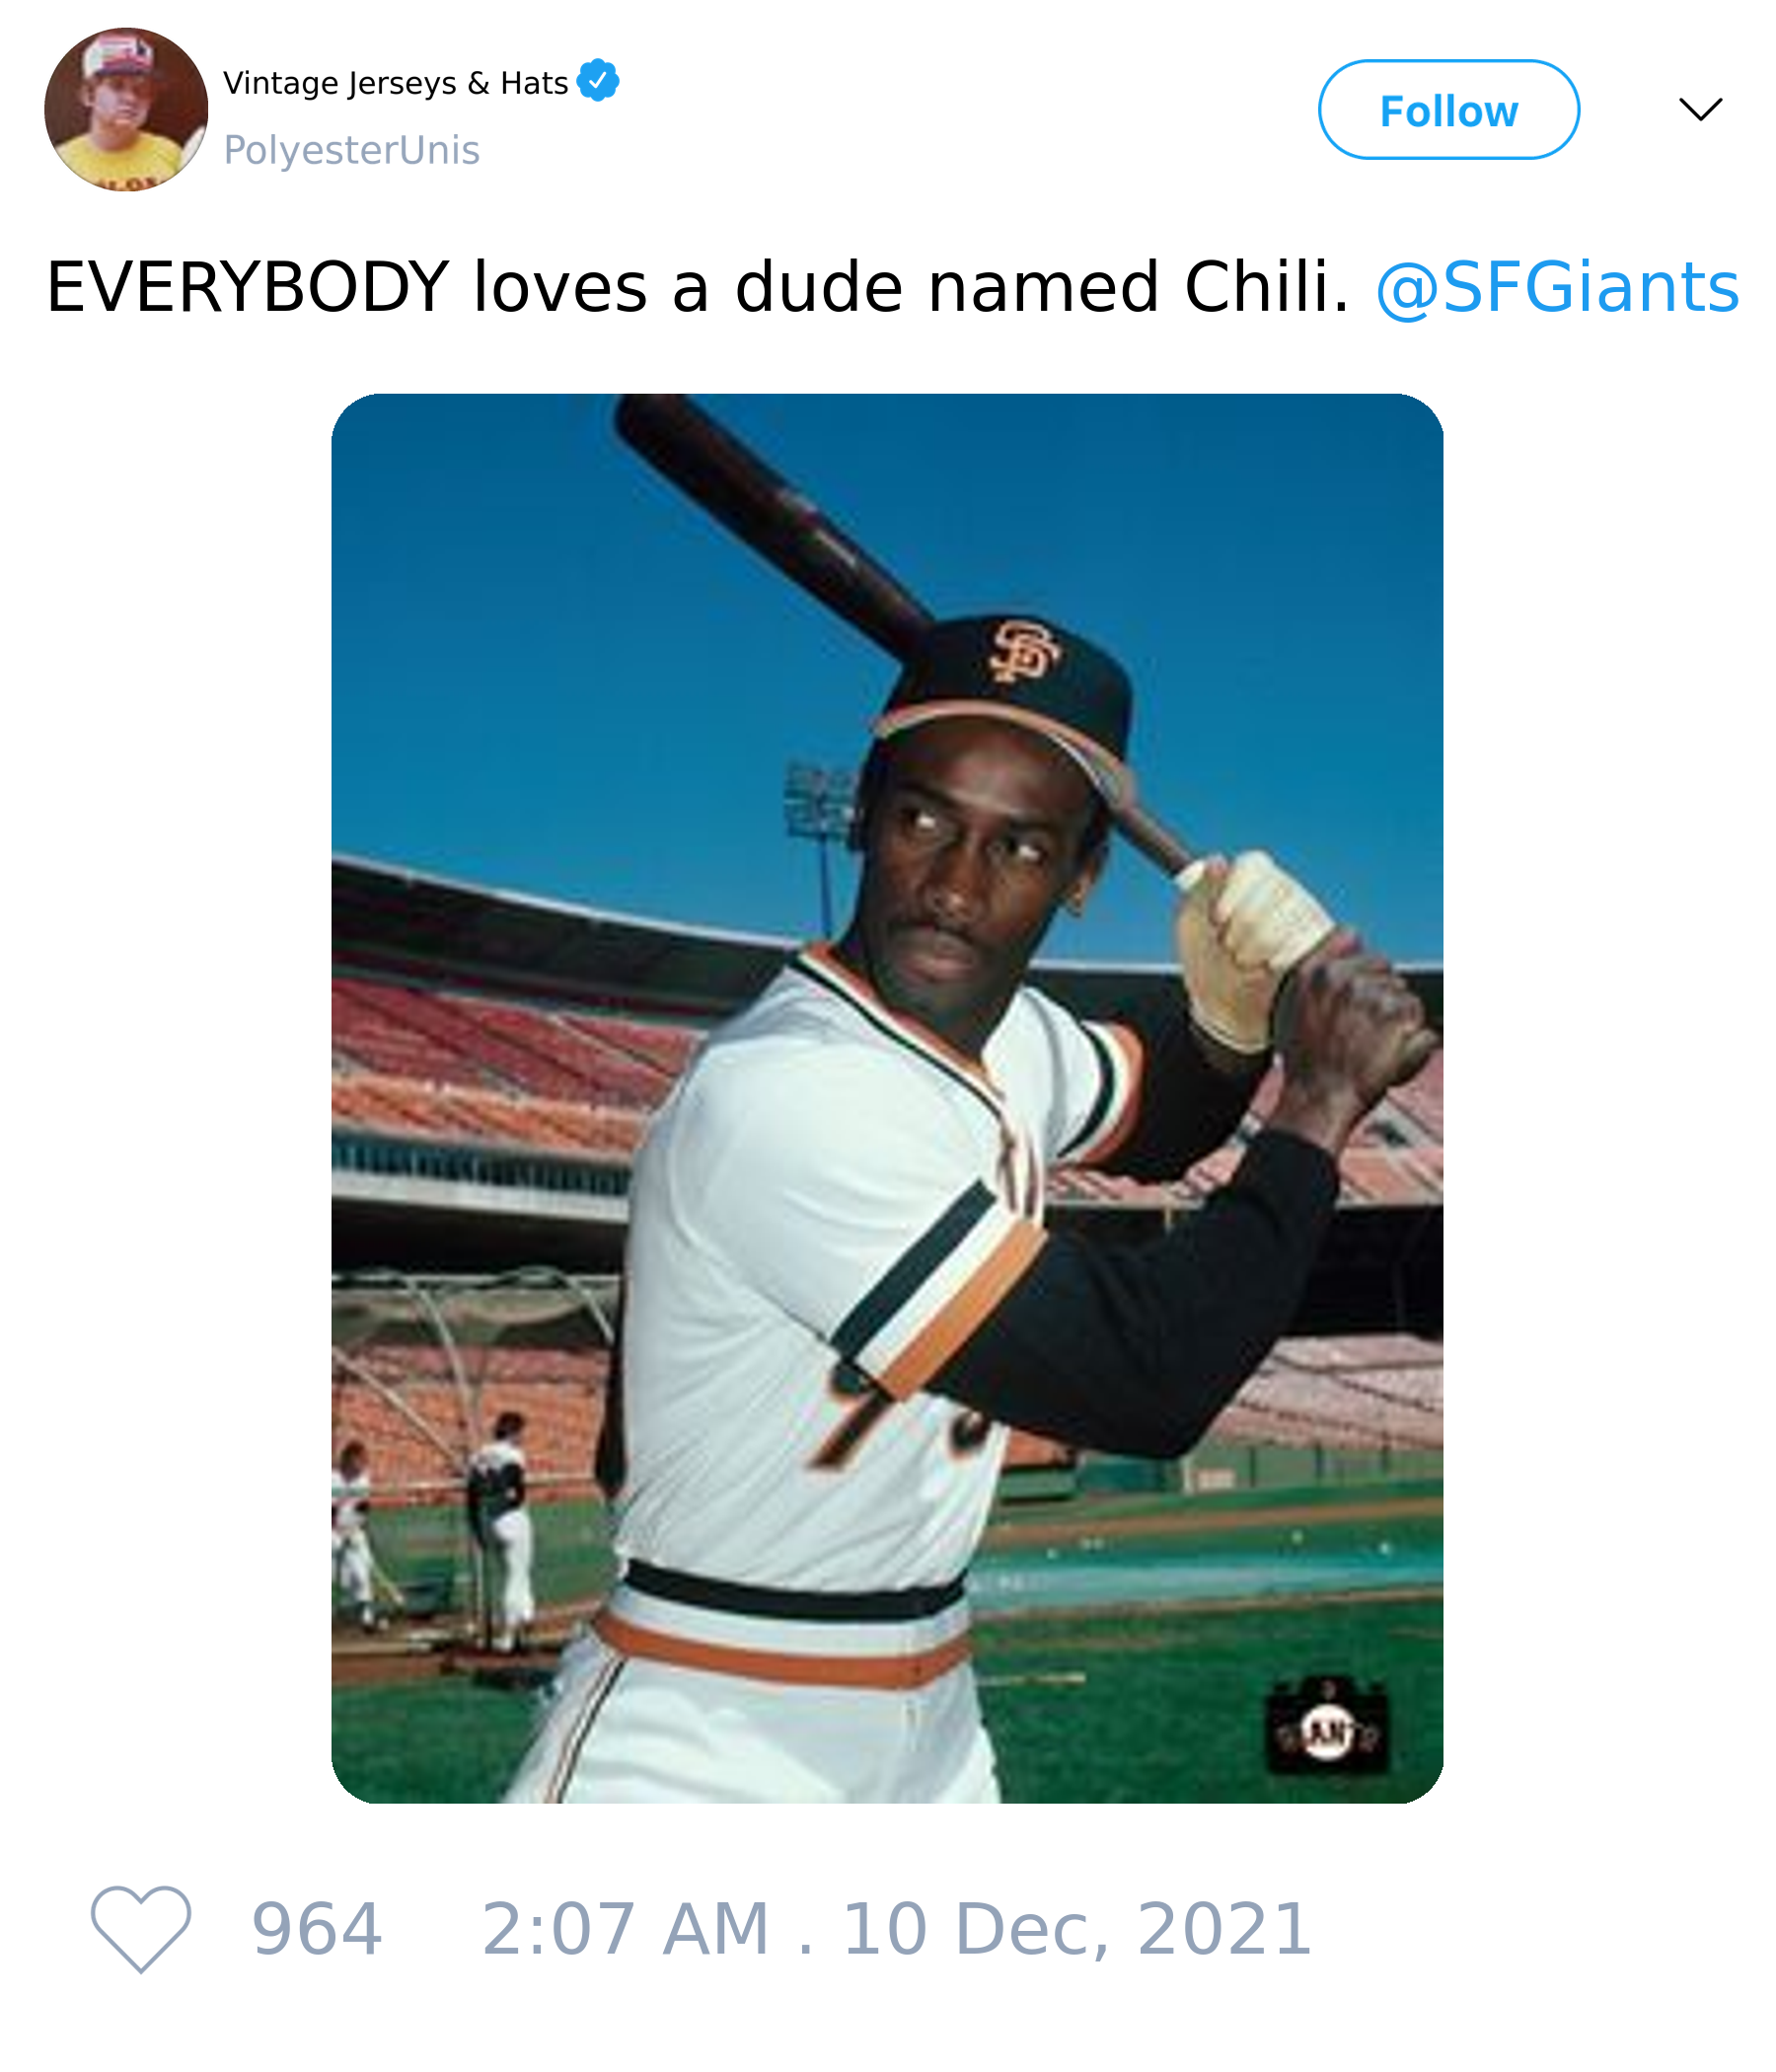 Vintage Jerseys & Hats
PolyesterUnis
Follow
EVERYBODY loves a dude named Chili. @SFGiants
SF
964 2:07 AM . 10 Dec, 2021